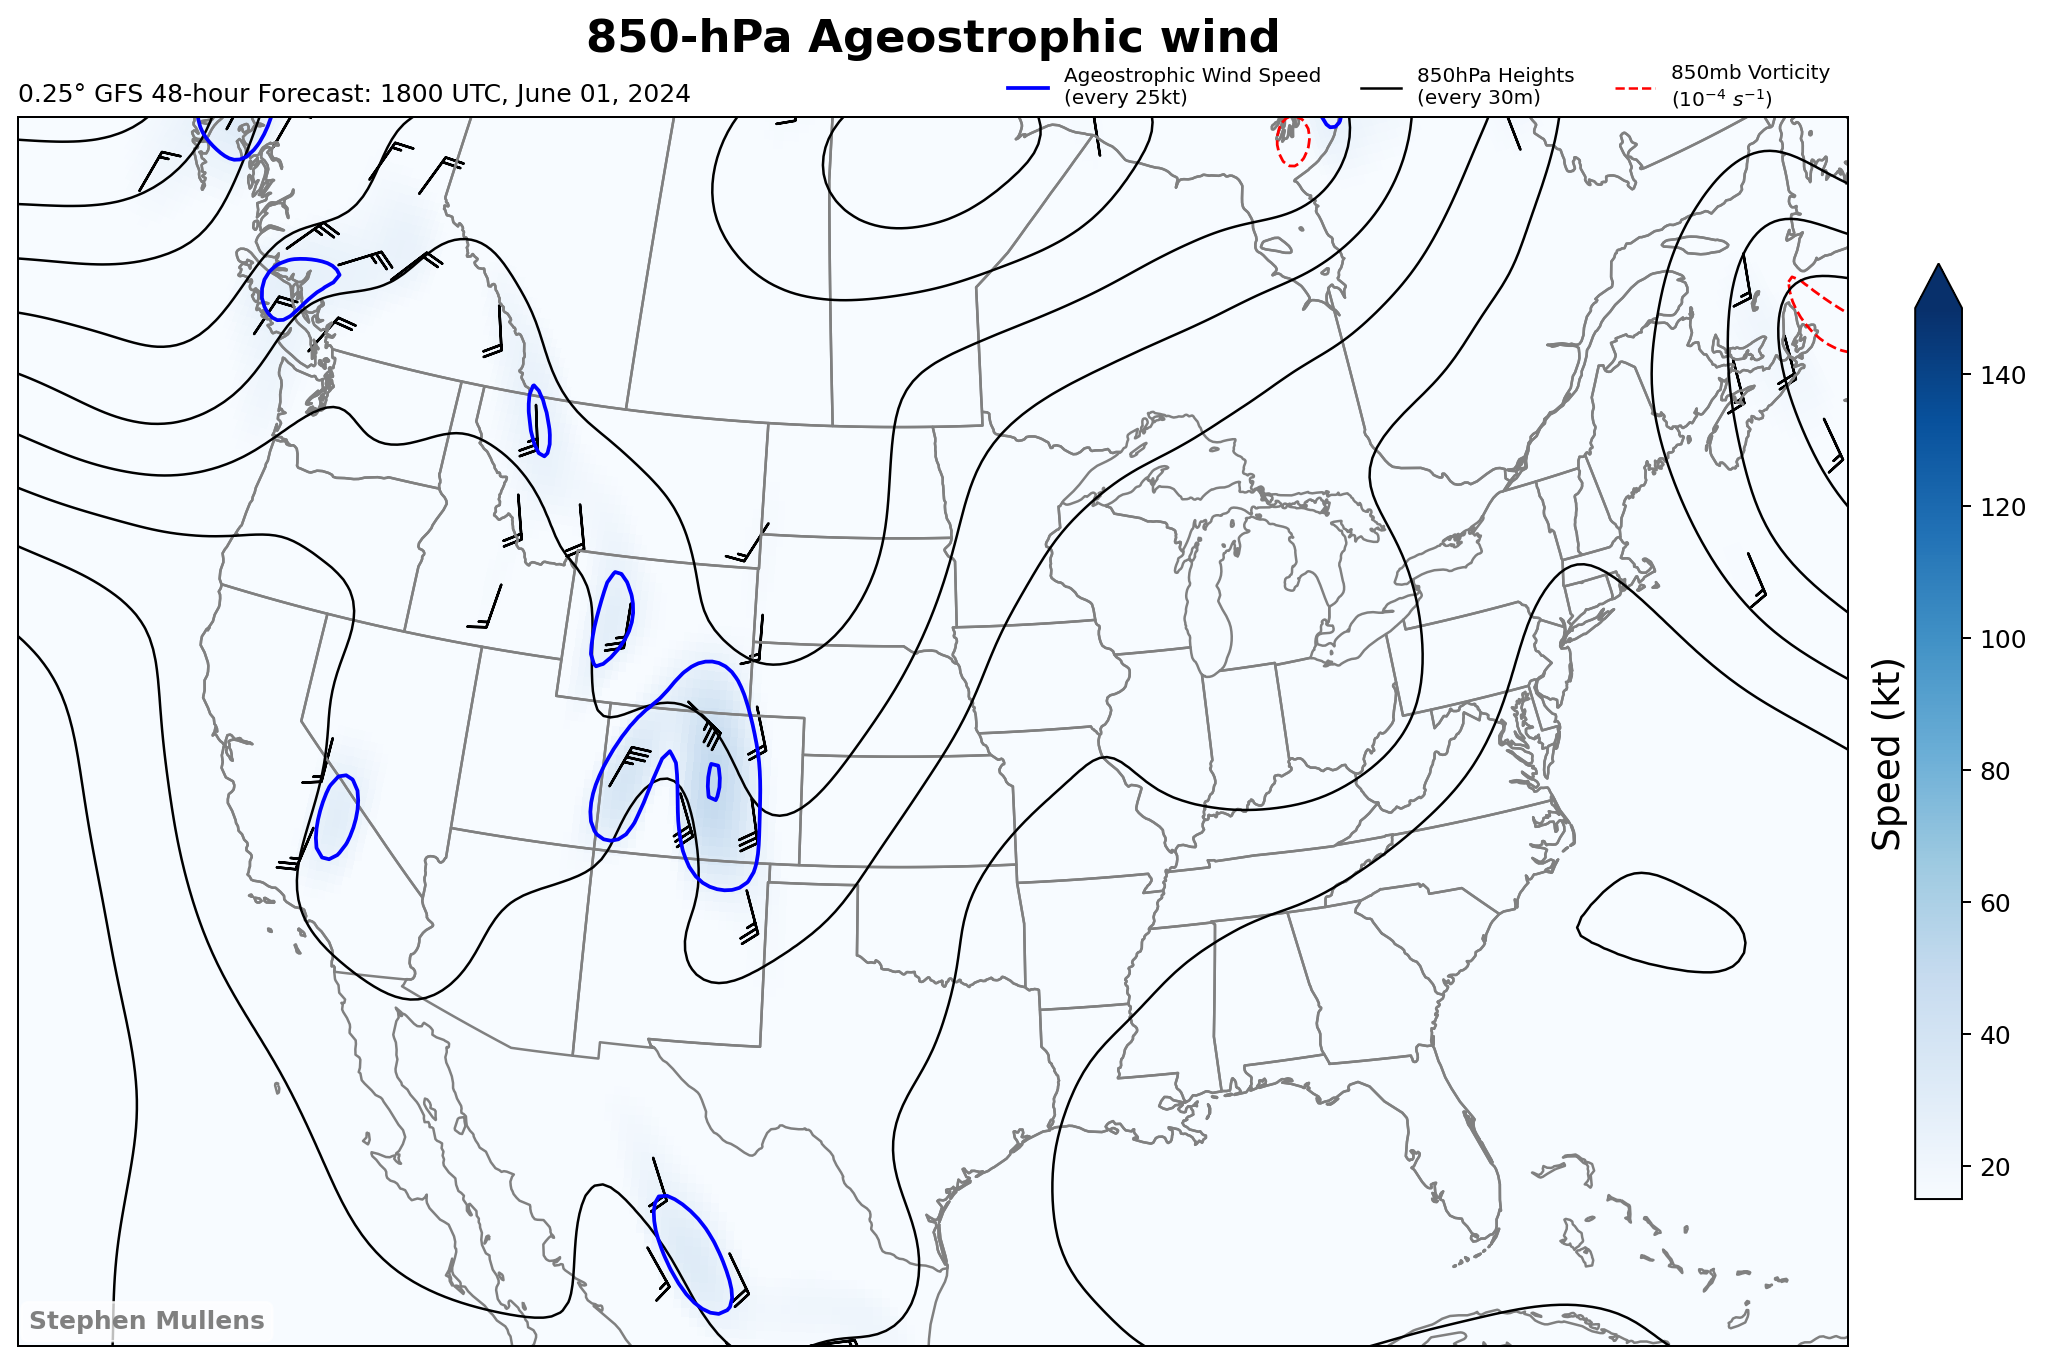 850-hPa Ageostrophic wind
0.25° GFS 48-hour Forecast: 1800 UTC, June 01, 2024
Ageostrophic Wind Speed
(every 25kt)
850hPa Heights
(every 30m)
850mb Vorticity
(10⁻⁴ s⁻¹)
140
120
100
80
60
40
20
Speed (kt)
Stephen Mullens